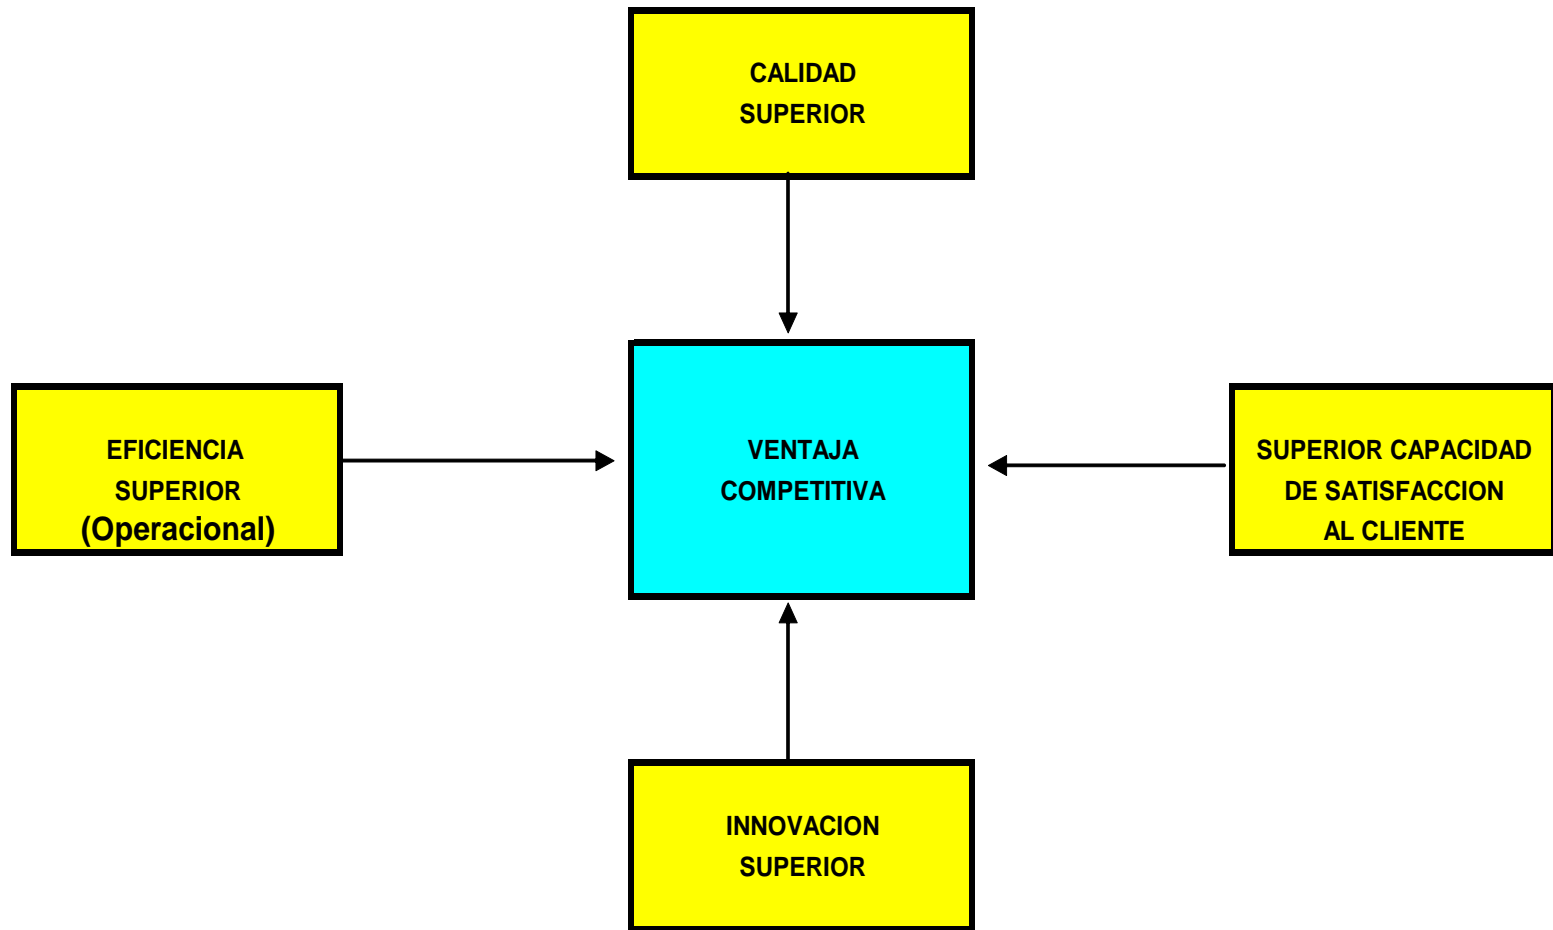 CALIDAD
SUPERIOR
EFICIENCIA
SUPERIOR
(Operacional)
VENTAJA
COMPETITIVA
SUPERIOR CAPACIDAD
DE SATISFACCION
AL CLIENTE
INNOVACION
SUPERIOR